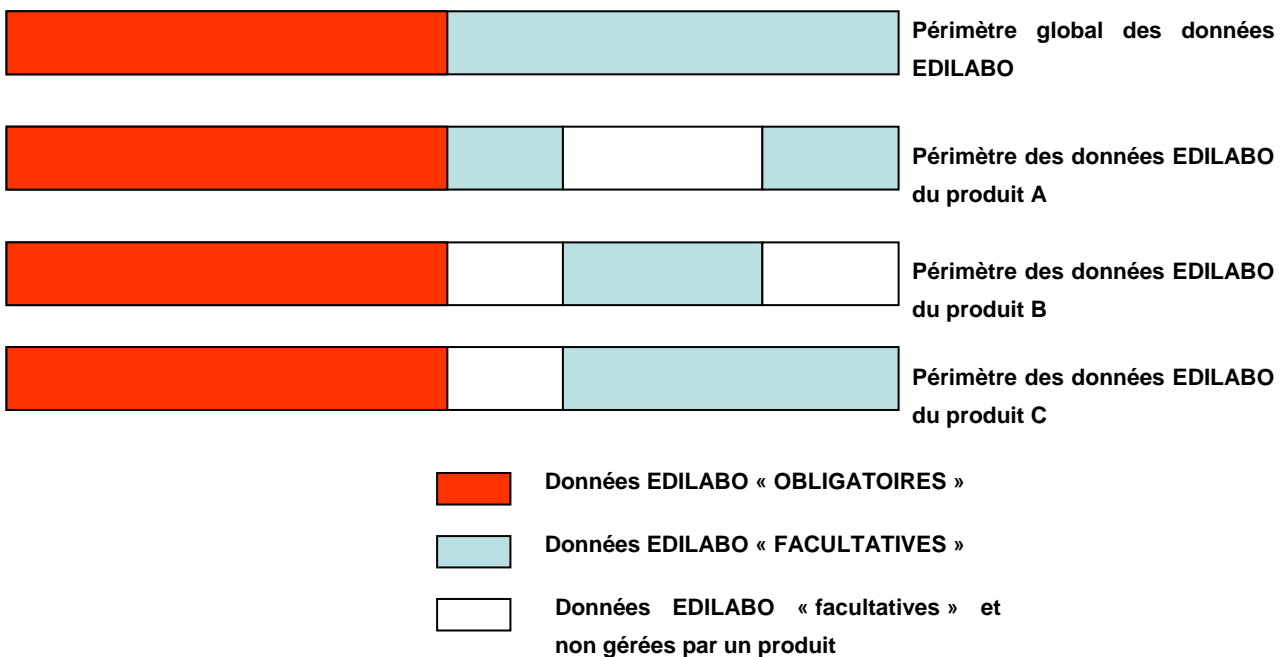 Périmètre global des données
EDILABO
Périmètre des données EDILABO
du produit A
Périmètre des données EDILABO
du produit B
Périmètre des données EDILABO
du produit C
Données EDILABO « OBLIGATOIRES »
Données EDILABO « FACULTATIVES »
Données EDILABO « facultatives » et
non gérées par un produit